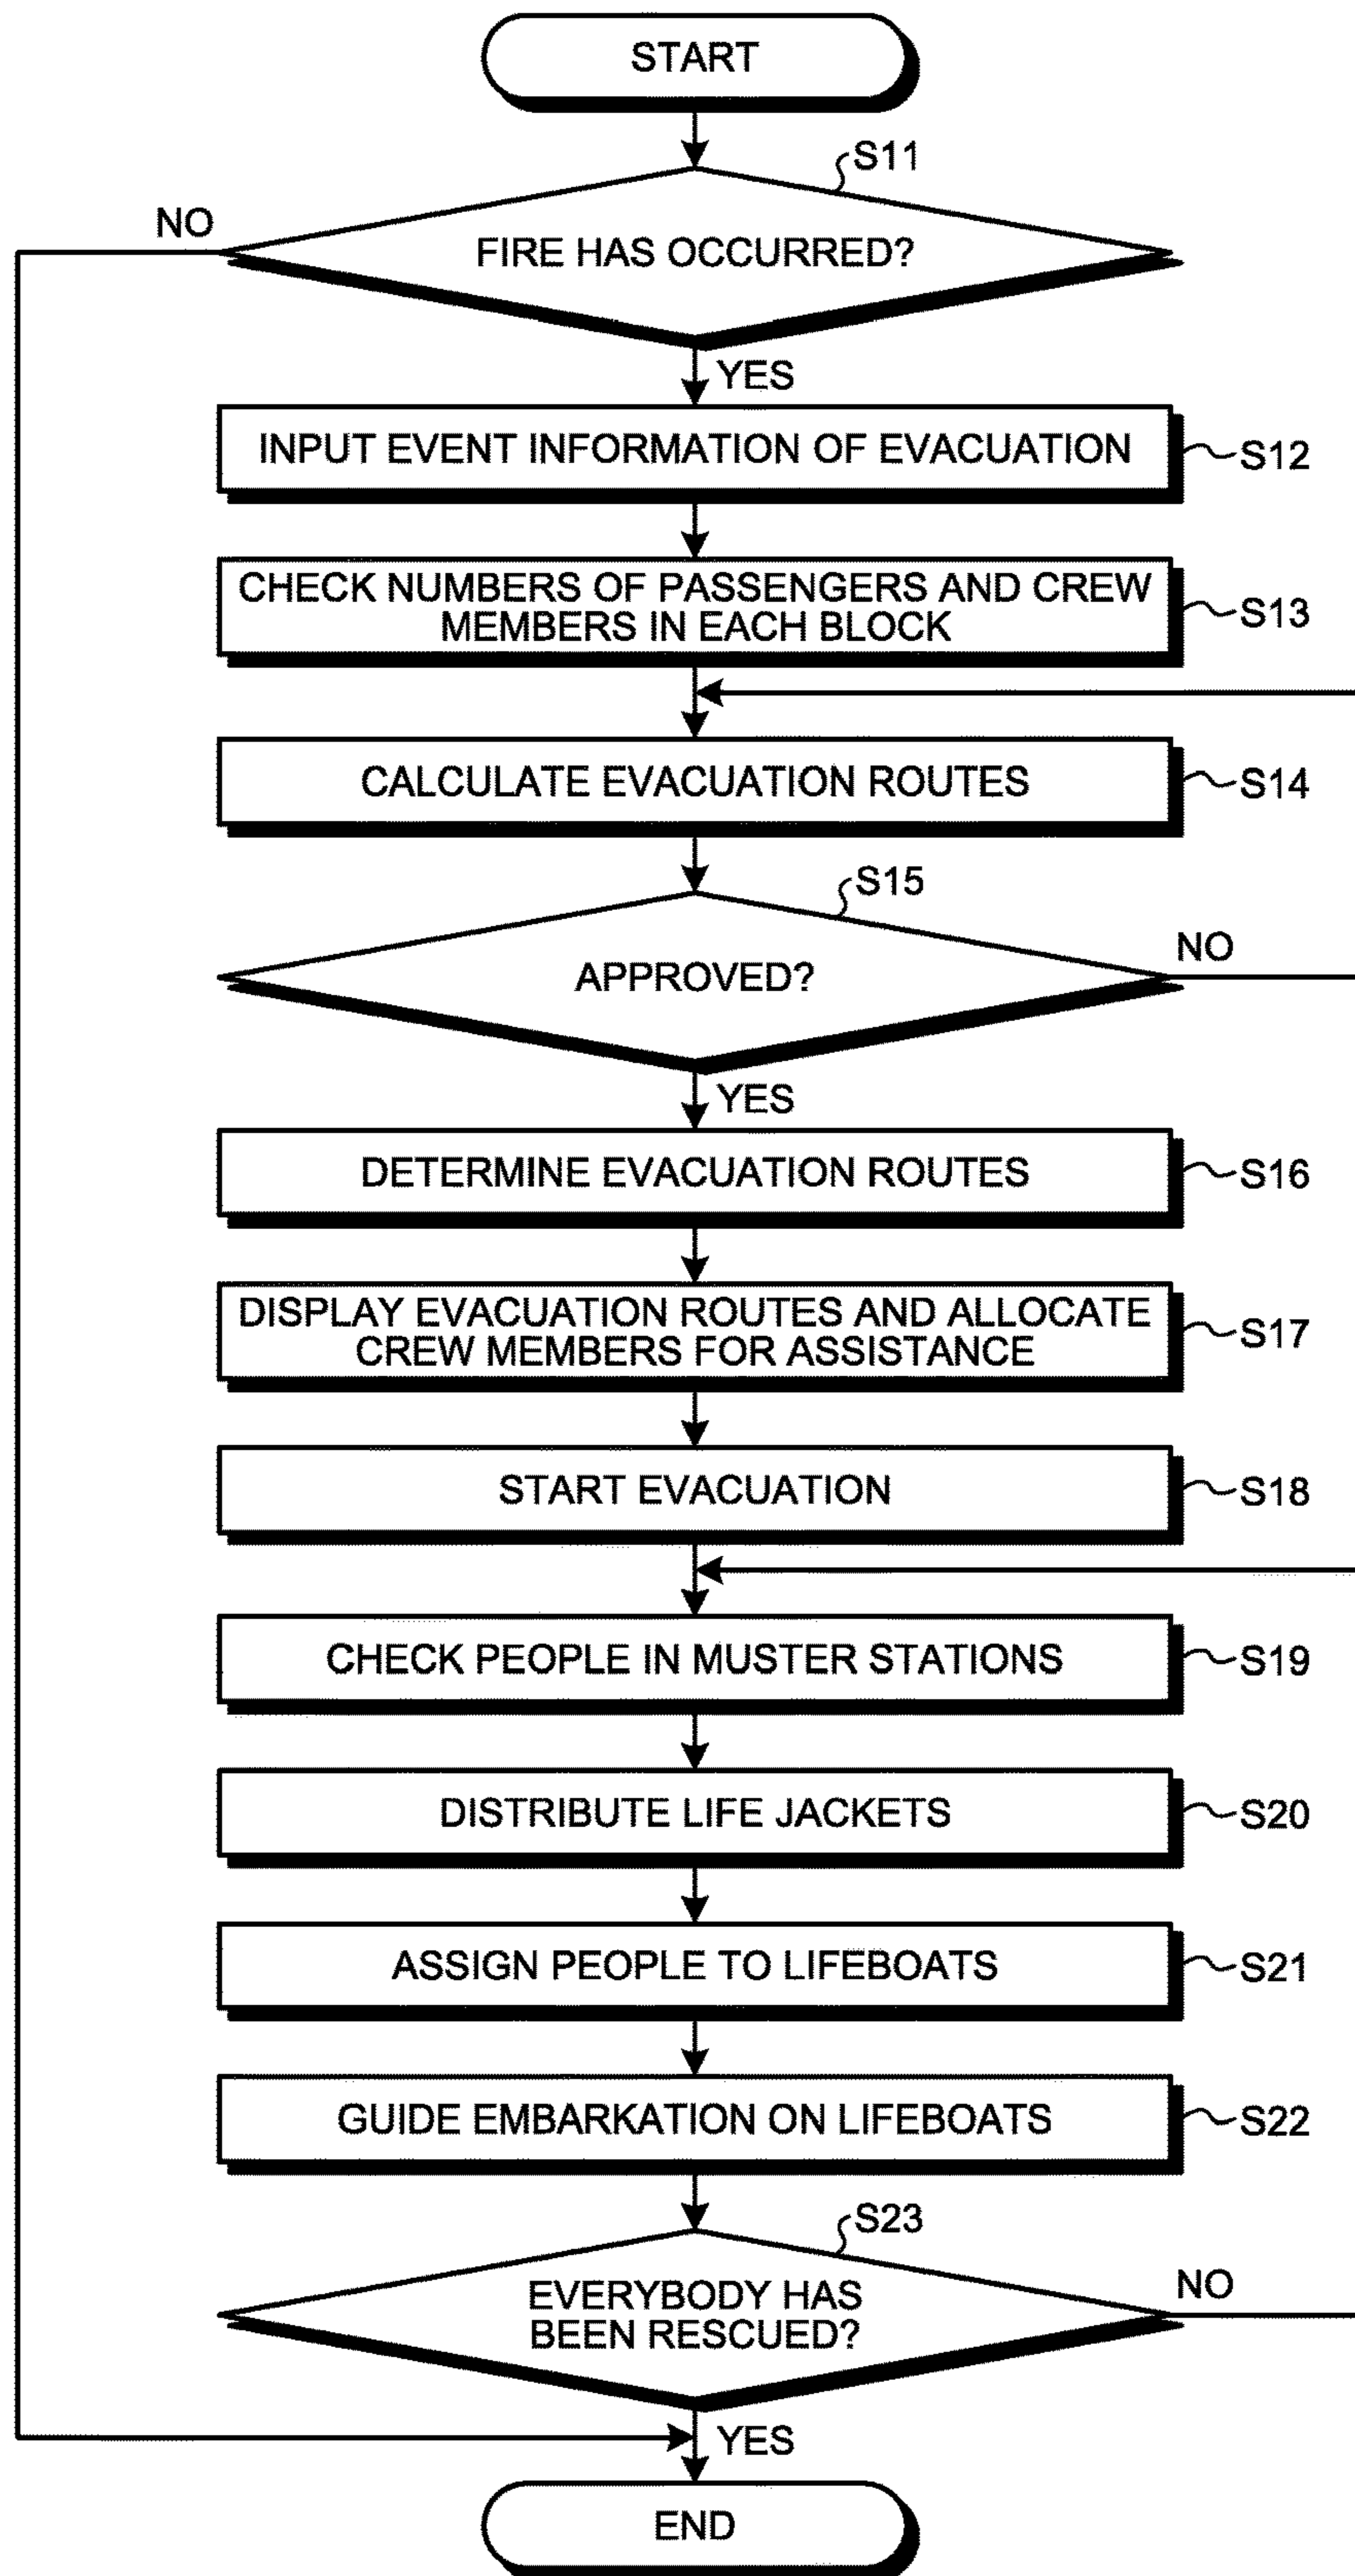 START
S11
NO
FIRE HAS OCCURRED?
YES
INPUT EVENT INFORMATION OF EVACUATION
S12
CHECK NUMBERS OF PASSENGERS AND CREW
MEMBERS IN EACH BLOCK
S13
CALCULATE EVACUATION ROUTES
S14
S15
APPROVED?
NO
YES
DETERMINE EVACUATION ROUTES
S16
DISPLAY EVACUATION ROUTES AND ALLOCATE
CREW MEMBERS FOR ASSISTANCE
S17
START EVACUATION
S18
CHECK PEOPLE IN MUSTER STATIONS
S19
DISTRIBUTE LIFE JACKETS
S20
ASSIGN PEOPLE TO LIFEBOATS
S21
GUIDE EMBARKATION ON LIFEBOATS
S22
S23
EVERYBODY HAS
BEEN RESCUED?
NO
YES
END